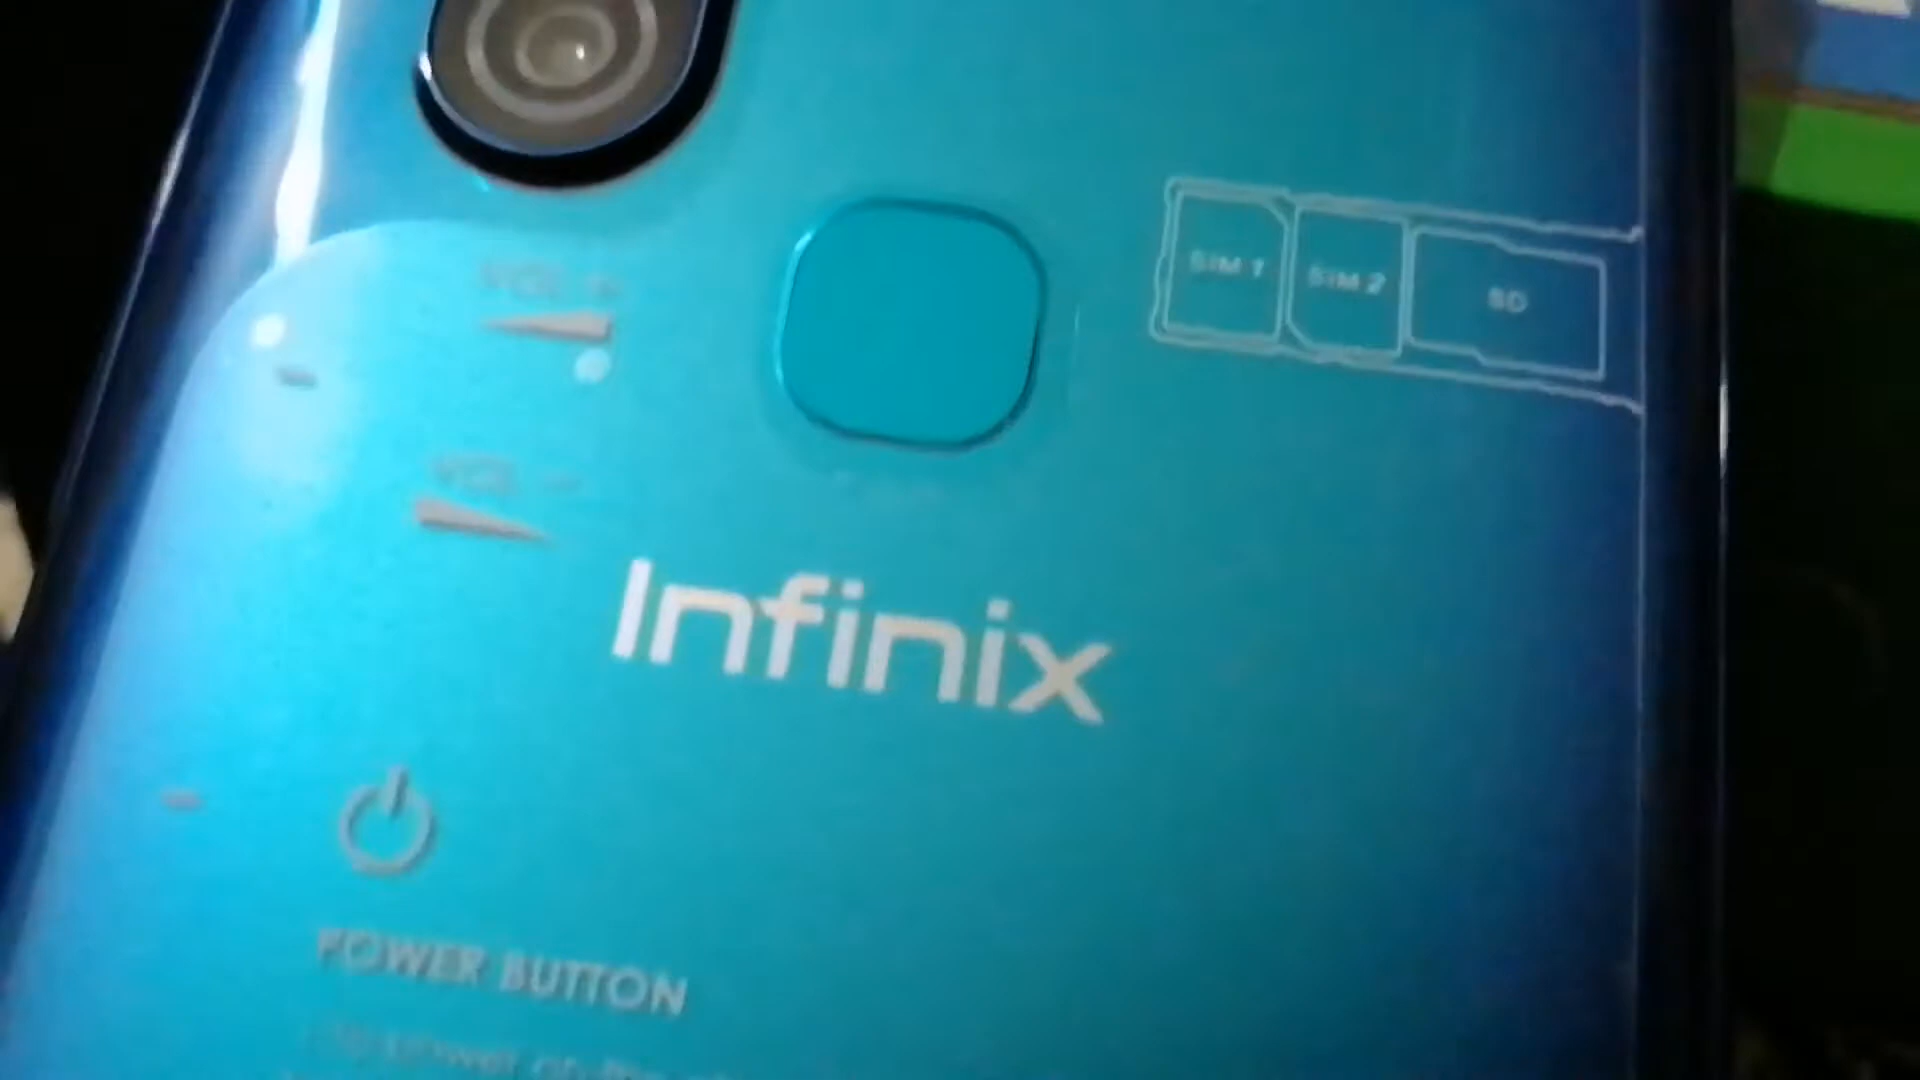 VOL +
SIM 1 SIM 2 SD
VOL -
Infinix
POWER BUTTON